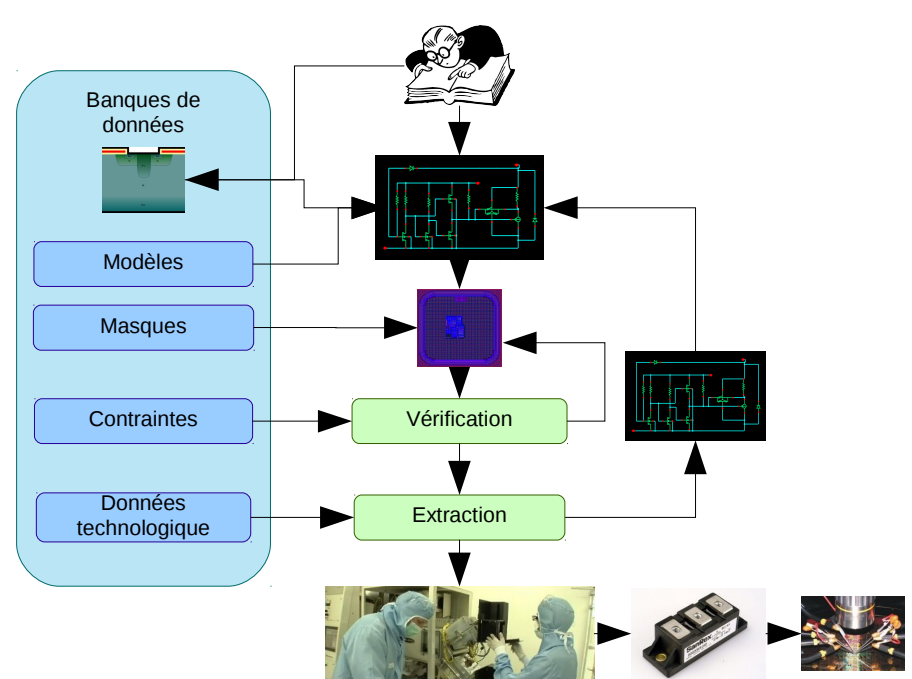 Banques de
données
Modèles
Masques
Contraintes
Vérification
Données
technologique
Extraction